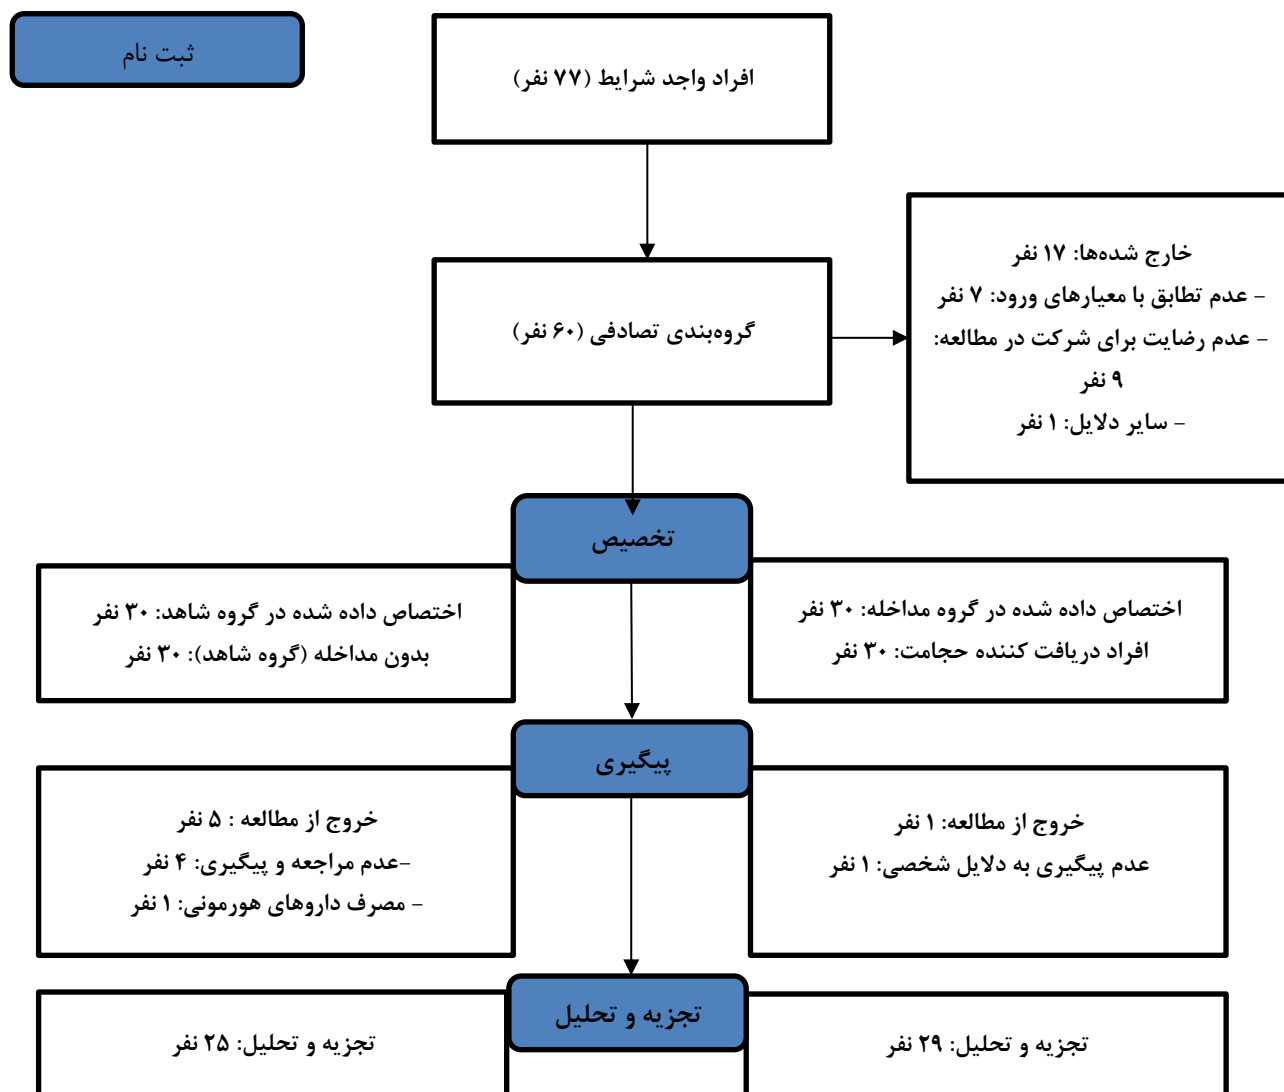 ثبت نام
افراد واجد شرایط (۷۷ نفر)
خارج شده‌ها: ۱۷ نفر
- عدم تطابق با معیارهای ورود: ۷ نفر
- عدم رضایت برای شرکت در مطالعه:
۹ نفر
- سایر دلایل: ۱ نفر
گروه‌بندی تصادفی (۶۰ نفر)
تخصیص
اختصاص داده شده در گروه مداخله: ۳۰ نفر
افراد دریافت کننده حجامت: ۳۰ نفر
اختصاص داده شده در گروه شاهد: ۳۰ نفر
بدون مداخله (گروه شاهد): ۳۰ نفر
پیگیری
خروج از مطالعه: ۱ نفر
عدم پیگیری به دلایل شخصی: ۱ نفر
خروج از مطالعه : ۵ نفر
-عدم مراجعه و پیگیری: ۴ نفر
- مصرف داروهای هورمونی: ۱ نفر
تجزیه و تحلیل
تجزیه و تحلیل: ۲۹ نفر
تجزیه و تحلیل: ۲۵ نفر